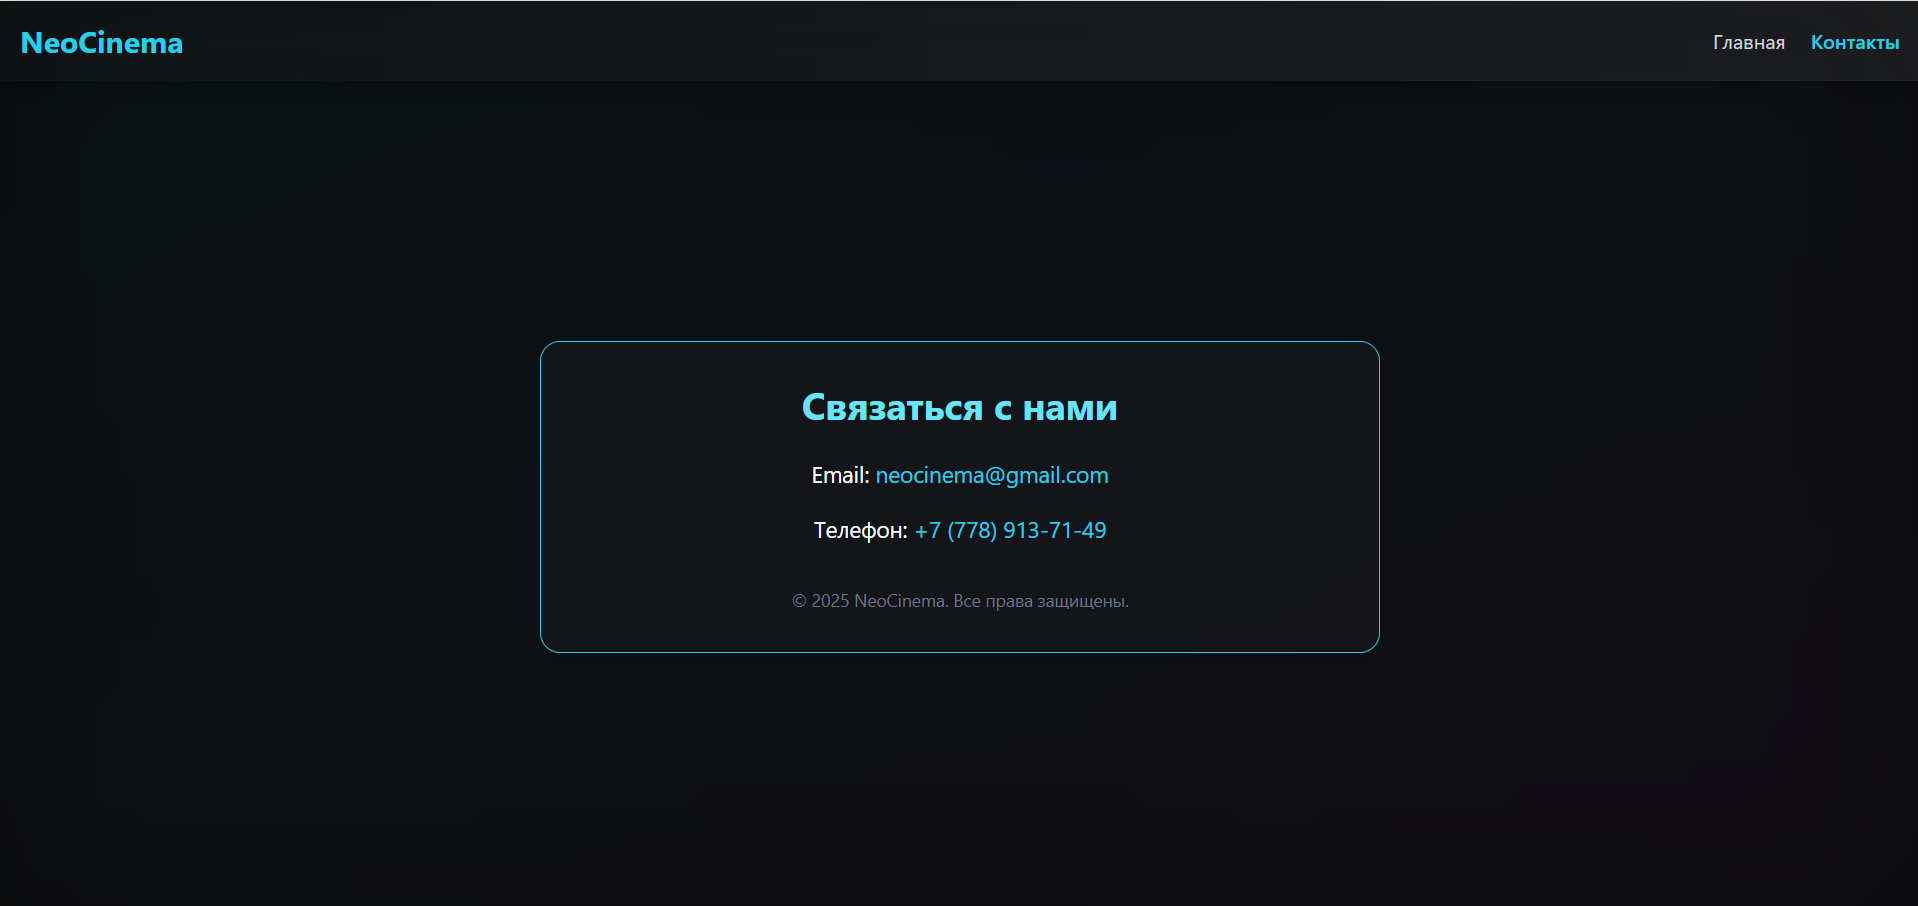 NeoCinema
Главная
Контакты
Связаться с нами
Email: neocinema@gmail.com
Телефон: +7 (778) 913-71-49
© 2025 NeoCinema. Все права защищены.